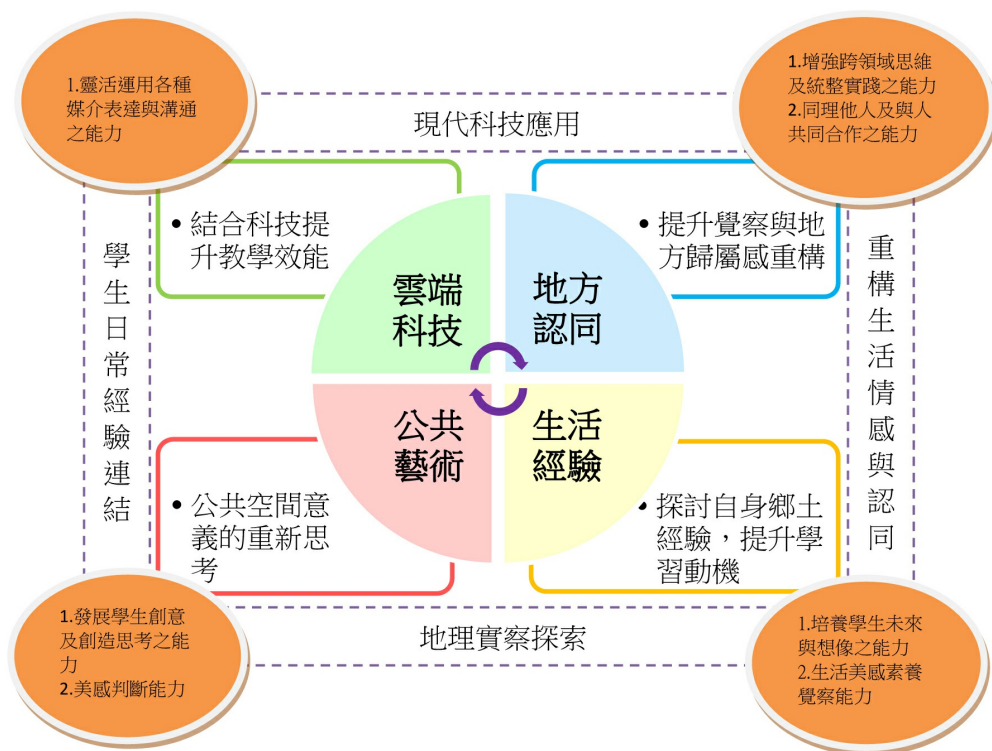 1.靈活運用各種
媒介表達與溝通
之能力
現代科技應用
1.增強跨領域思維
及統整實踐之能力
2.同理他人及與人
共同合作之能力
• 結合科技提
升教學效能
雲端
科技
地方
認同
• 提升覺察與地
方歸屬感重構
學生日常經驗連結
重構生活情感與認同
• 公共空間意
義的重新思
考
公共
藝術
生活
經驗
• 探討自身鄉土
經驗，提升學
習動機
1.發展學生創意
及創造思考之能
力
2.美感判斷能力
地理實察探索
1.培養學生未來
與想像之能力
2.生活美感素養
覺察能力